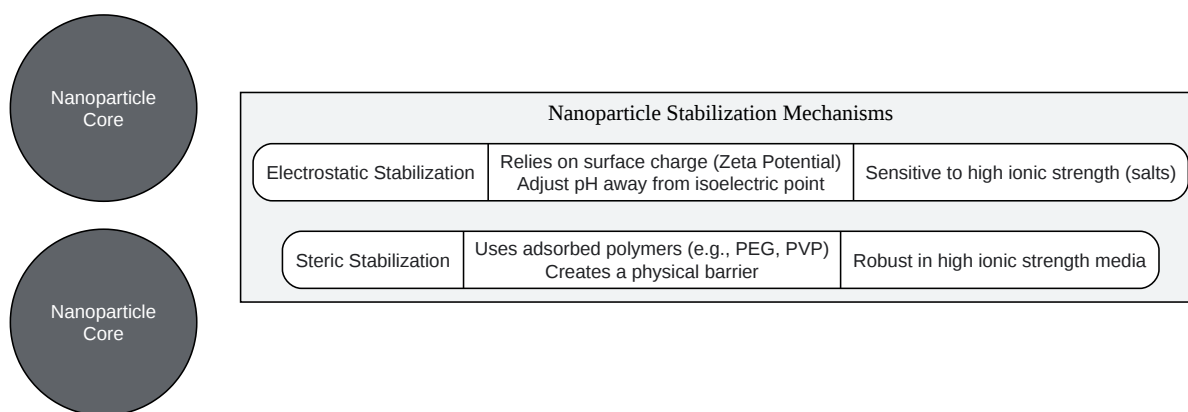 Nanoparticle
Core
Nanoparticle Stabilization Mechanisms
Electrostatic Stabilization
Relies on surface charge (Zeta Potential)
Adjust pH away from isoelectric point
Sensitive to high ionic strength (salts)
Steric Stabilization
Uses adsorbed polymers (e.g., PEG, PVP)
Creates a physical barrier
Robust in high ionic strength media
Nanoparticle
Core